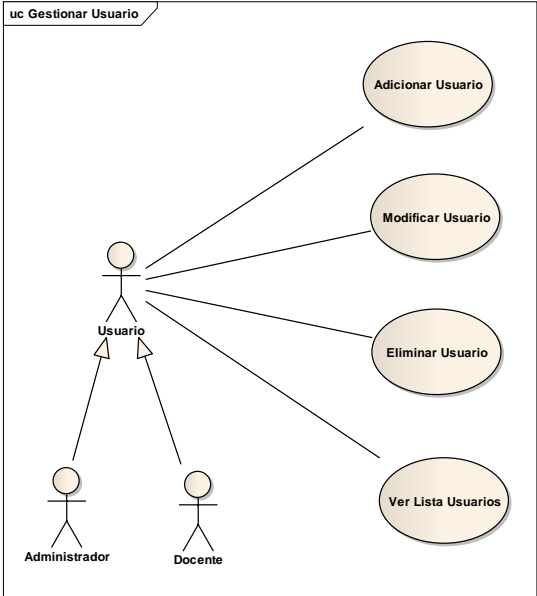 uc Gestionar Usuario
Adicionar Usuario
Modificar Usuario
Usuario
Eliminar Usuario
Ver Lista Usuarios
Administrador
Docente